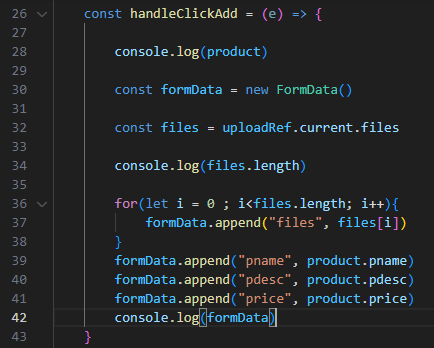 26 const handleClickAdd = (e) => {
27
28 console.log(product)
29
30 const formData = new FormData()
31
32 const files = uploadRef.current.files
33
34 console.log(files.length)
35
36 for(let i = 0 ; i<files.length; i++){
37 formData.append("files", files[i])
38 }
39 formData.append("pname", product.pname)
40 formData.append("pdesc", product.pdesc)
41 formData.append("price", product.price)
42 console.log(formData)
43 }